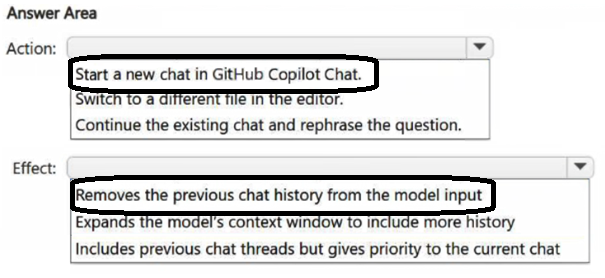 Answer Area
Action:
Start a new chat in GitHub Copilot Chat.
Switch to a different file in the editor.
Continue the existing chat and rephrase the question.
Effect:
Removes the previous chat history from the model input
Expands the model's context window to include more history
Includes previous chat threads but gives priority to the current chat